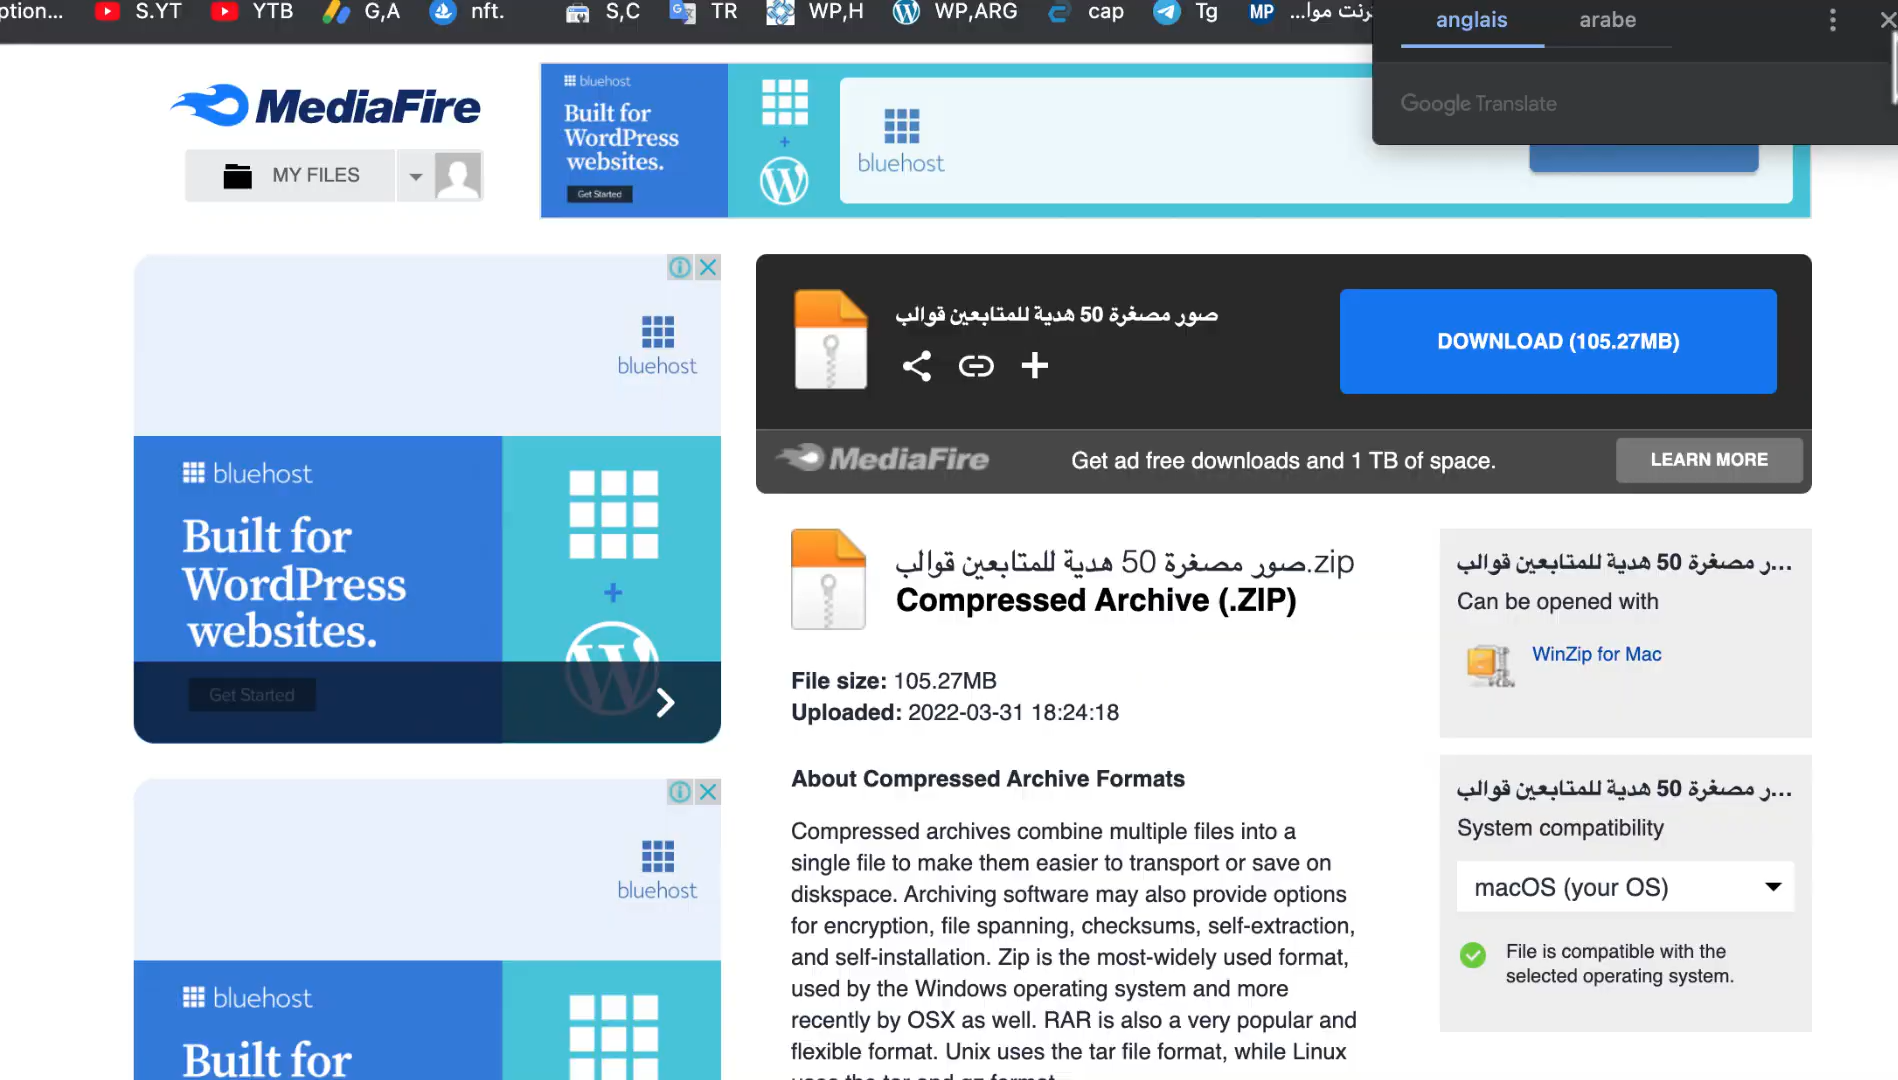 ption... S.YT YTB G,A nft. S,C TR WP,H WP,ARG cap Tg MP
anglais arabe
Google Translate
MediaFire
MY FILES
bluehost
Built for
WordPress
websites.
Get Started
+
bluehost
صور مصغرة 50 هدية للمتابعين قوالب
DOWNLOAD (105.27MB)
MediaFire
Get ad free downloads and 1 TB of space.
LEARN MORE
bluehost
bluehost
Built for
WordPress
websites.
+
Get Started
صور مصغرة 50 هدية للمتابعين قوالب.zip
Compressed Archive (.ZIP)
File size: 105.27MB
Uploaded: 2022-03-31 18:24:18
About Compressed Archive Formats
Compressed archives combine multiple files into a
single file to make them easier to transport or save on
diskspace. Archiving software may also provide options
for encryption, file spanning, checksums, self-extraction,
and self-installation. Zip is the most-widely used format,
used by the Windows operating system and more
recently by OSX as well. RAR is also a very popular and
flexible format. Unix uses the tar file format, while Linux
...ر مصغرة 50 هدية للمتابعين قوالب
Can be opened with
WinZip for Mac
...ر مصغرة 50 هدية للمتابعين قوالب
System compatibility
macOS (your OS)
File is compatible with the
selected operating system.
bluehost
bluehost
Built for